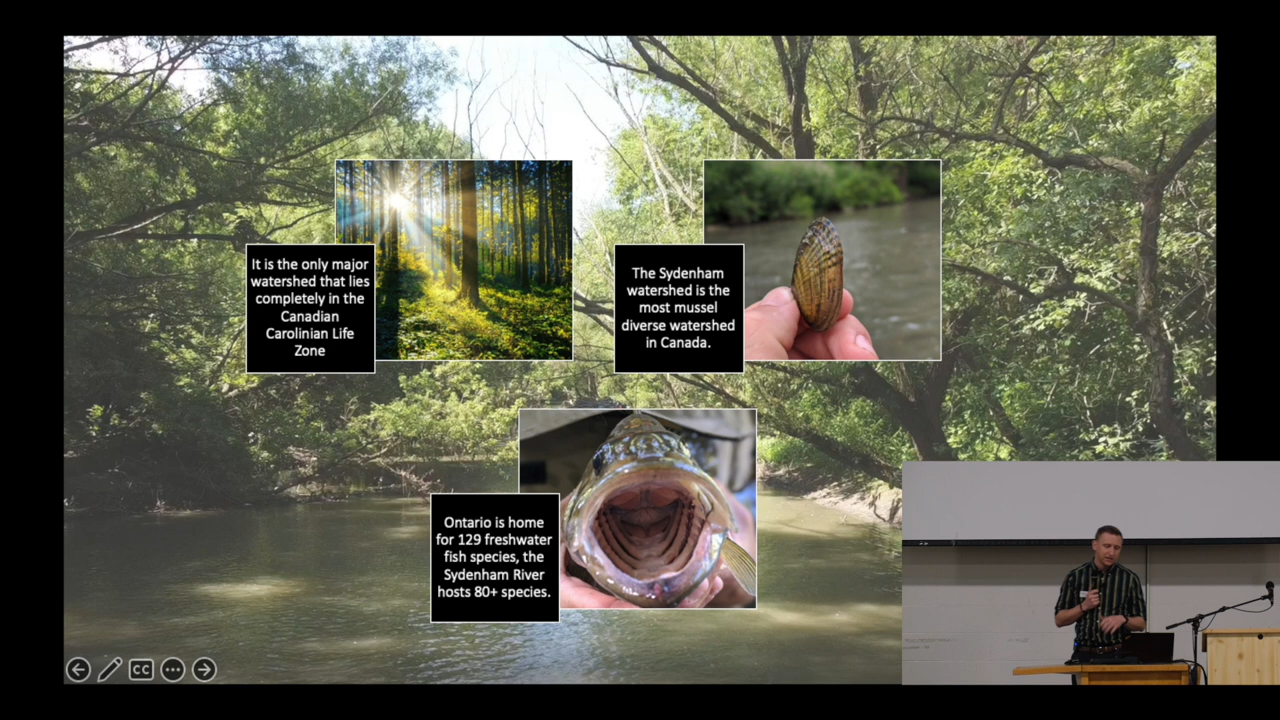 It is the only major
watershed that lies
completely in the
Canadian
Carolinian Life
Zone
The Sydenham
watershed is the
most mussel
diverse watershed
in Canada.
Ontario is home
for 129 freshwater
fish species, the
Sydenham River
hosts 80+ species.
CC